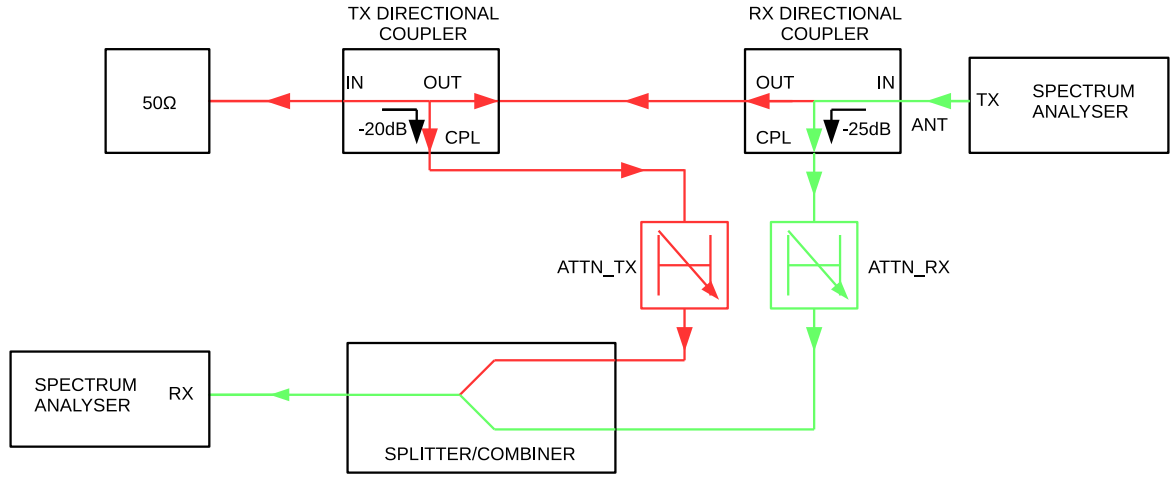 TX DIRECTIONAL
COUPLER
RX DIRECTIONAL
COUPLER
50Ω
IN
OUT
-20dB
CPL
OUT
IN
CPL
-25dB
ANT
TX
SPECTRUM
ANALYSER
ATTN_TX
ATTN_RX
SPECTRUM
ANALYSER
RX
SPLITTER/COMBINER